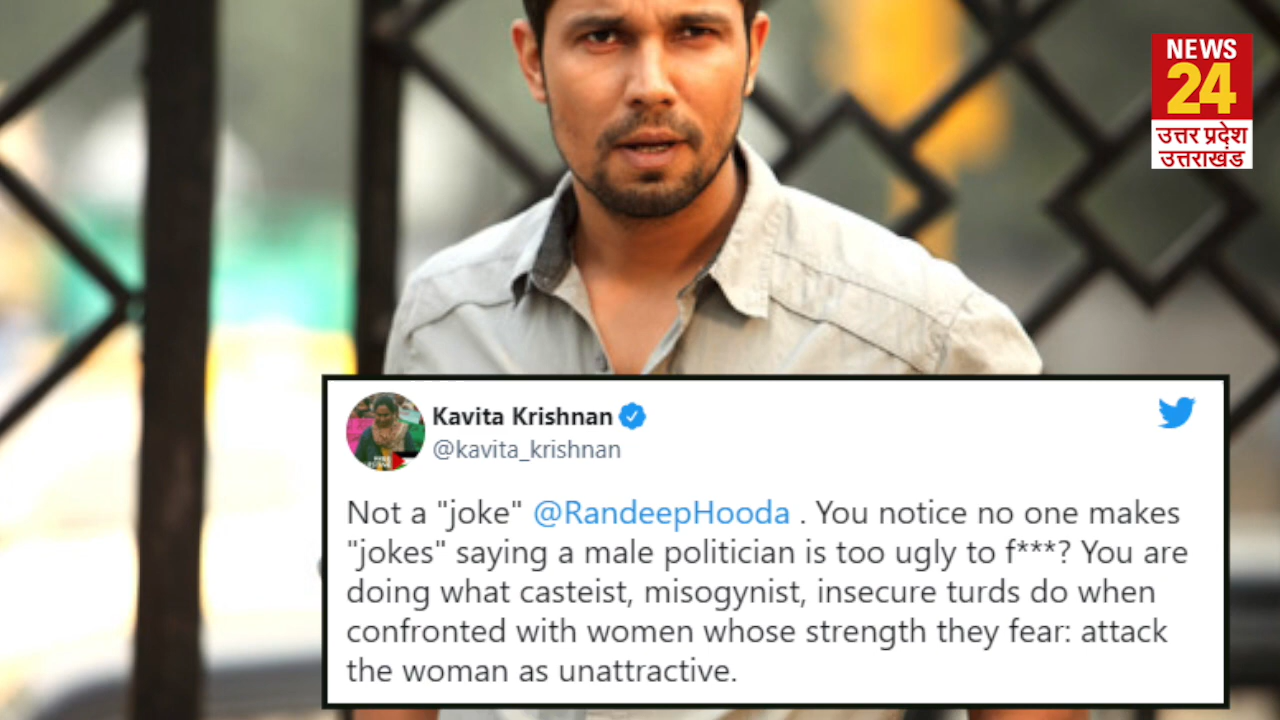 NEWS
24
उत्तर प्रदेश
उत्तराखंड
Kavita Krishnan
@kavita_krishnan
Not a "joke" @RandeepHooda . You notice no one makes
"jokes" saying a male politician is too ugly to f***? You are
doing what casteist, misogynist, insecure turds do when
confronted with women whose strength they fear: attack
the woman as unattractive.